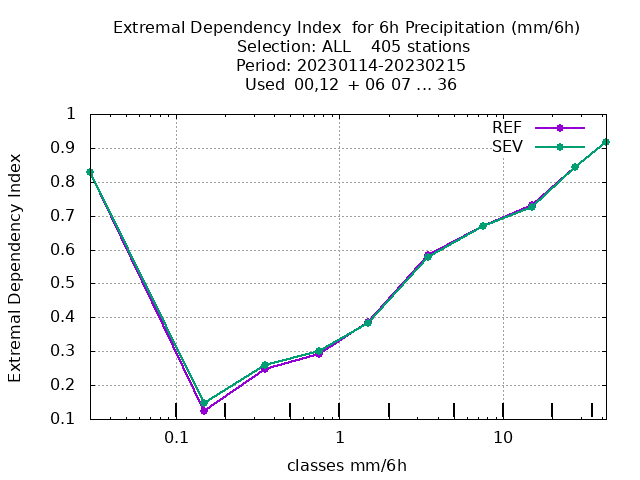 Extremal Dependency Index  for 6h Precipitation (mm/6h)
Selection: ALL    405 stations
Period: 20230114-20230215
Used  00,12  + 06 07 ... 36
REF
SEV
1
0.9
0.8
0.7
0.6
0.5
0.4
0.3
0.2
0.1
Extremal Dependency Index
0.1
1
10
classes mm/6h